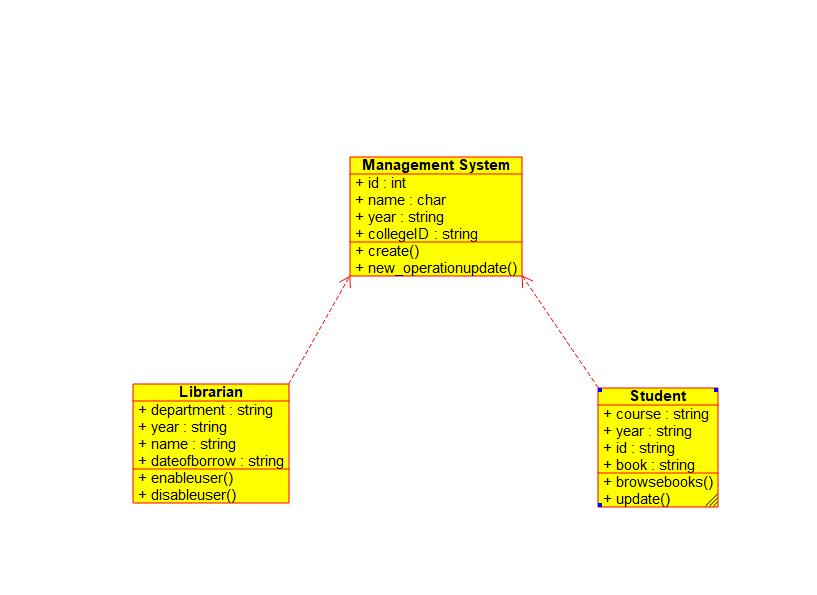 Management System
+ id : int
+ name : char
+ year : string
+ collegeID : string
+ create()
+ new_operationupdate()
Librarian
+ department : string
+ year : string
+ name : string
+ dateofborrow : string
+ enableuser()
+ disableuser()
Student
+ course : string
+ year : string
+ id : string
+ book : string
+ browsebooks()
+ update()